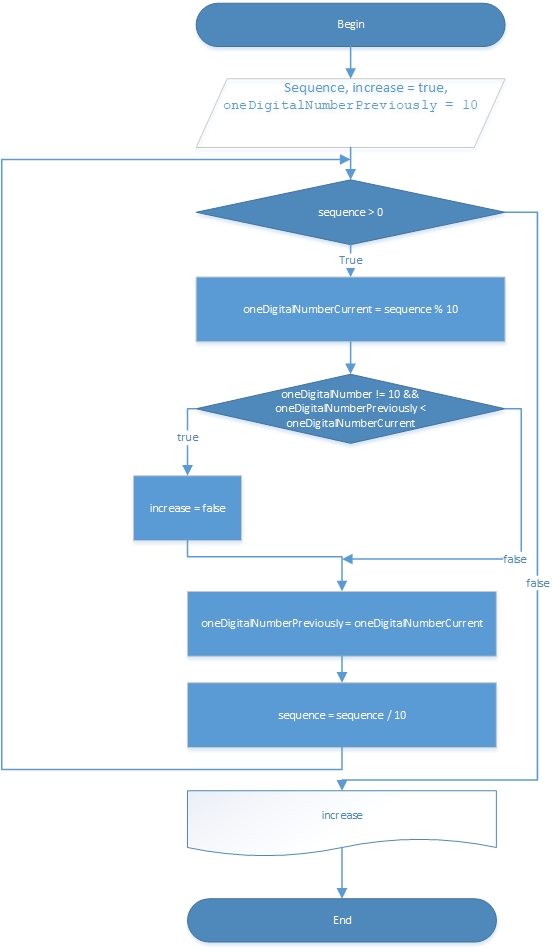 Begin
Sequence, increase = true,
oneDigitalNumberPreviously = 10
sequence > 0
True
oneDigitalNumberCurrent = sequence % 10
oneDigitalNumber != 10 &&
oneDigitalNumberPreviously <
oneDigitalNumberCurrent
true
increase = false
false
false
oneDigitalNumberPreviously = oneDigitalNumberCurrent
sequence = sequence / 10
increase
End